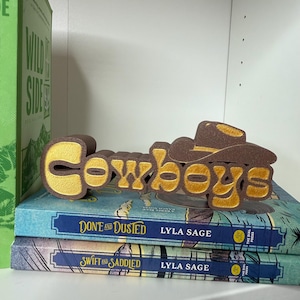 WILD
SIDE
Cowboys
DONE AND DUSTED LYLA SAGE
SWIFT AND SADDLED LYLA SAGE